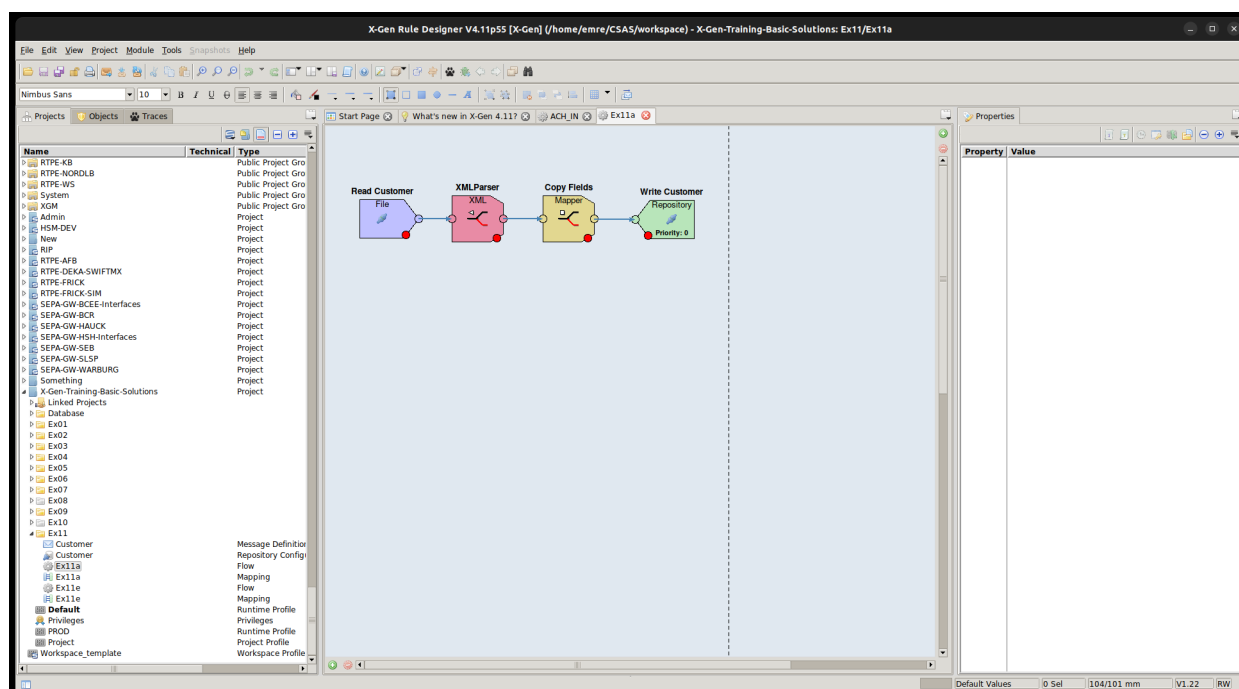 X-Gen Rule Designer V4.11p55 [X-Gen] (/home/emre/CSAS/workspace) - X-Gen-Training-Basic-Solutions: Ex11/Ex11a
File Edit View Project Module Tools Snapshots Help
Nimbus Sans 10 B I U
Projects Objects Traces
Start Page What's new in X-Gen 4.11? ACH_IN Ex11a
Properties
Name Technical Type
Property Value
RTPE-KB Public Project Gro
RTPE-NORDLB Public Project Gro
RTPE-WS Public Project Gro
System Public Project Gro
XGM Public Project Gro
Admin Project
HSM-DEV Project
New Project
RIP Project
RTPE-AFB Project
RTPE-DEKA-SWIFTMX Project
RTPE-FRICK Project
RTPE-FRICK-SIM Project
SEPA-GW-BCEE-Interfaces Project
SEPA-GW-BCR Project
SEPA-GW-HAUCK Project
SEPA-GW-HSH-Interfaces Project
SEPA-GW-SEB Project
SEPA-GW-SLSP Project
SEPA-GW-WARBURG Project
Something Project
X-Gen-Training-Basic-Solutions Project
Linked Projects
Database
Ex01
Ex02
Ex03
Ex04
Ex05
Ex06
Ex07
Ex08
Ex09
Ex10
Ex11
Customer Message Definition
Customer Repository Config
Ex11a Flow
Ex11a Mapping
Ex11e Flow
Ex11e Mapping
Default Runtime Profile
Privileges Privileges
PROD Runtime Profile
Project Project Profile
Workspace_template Workspace Profile
Read Customer
File
XMLParser
XML
Copy Fields
Mapper
Write Customer
Repository
Priority: 0
Default Values 0 Sel 104/101 mm V1.22 RW